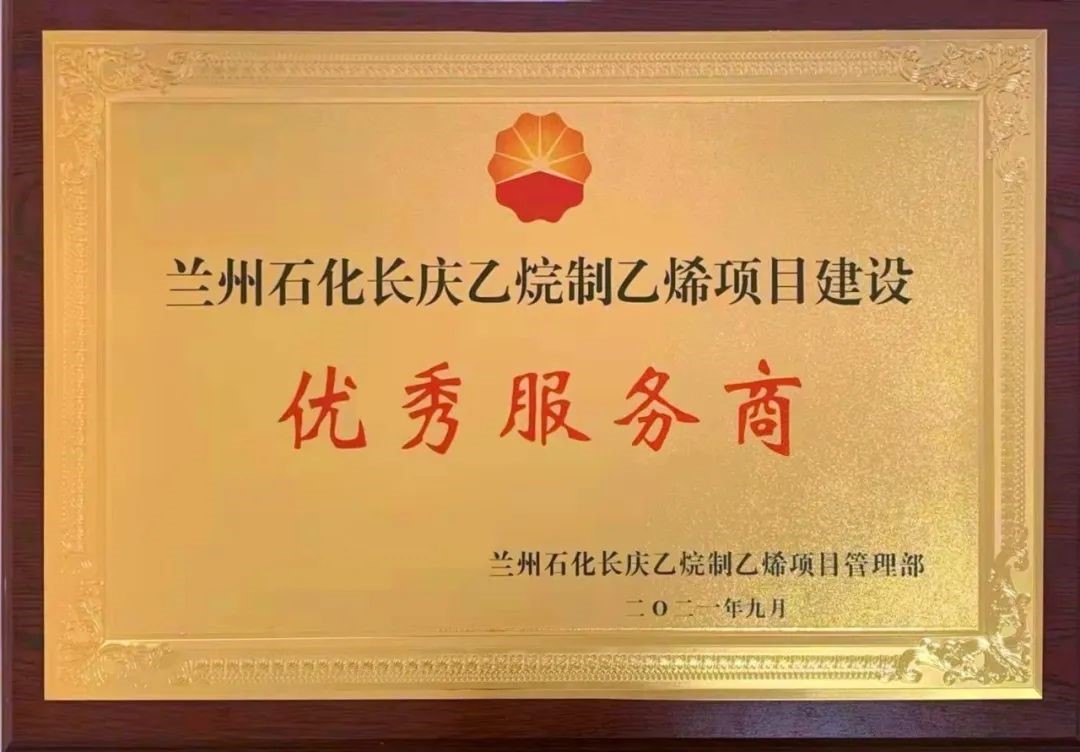 兰州石化长庆乙烷制乙烯项目建设
优秀服务商
兰州石化长庆乙烷制乙烯项目管理部
二〇二一年九月